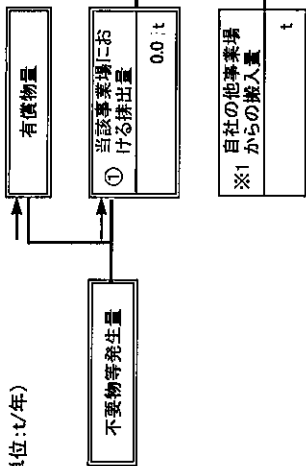 位:t/年)
不要物等発生量
有償物量
① 当該事業場にお
ける排出量
0.0 t
※1 自社の他事業場
からの搬入量
t